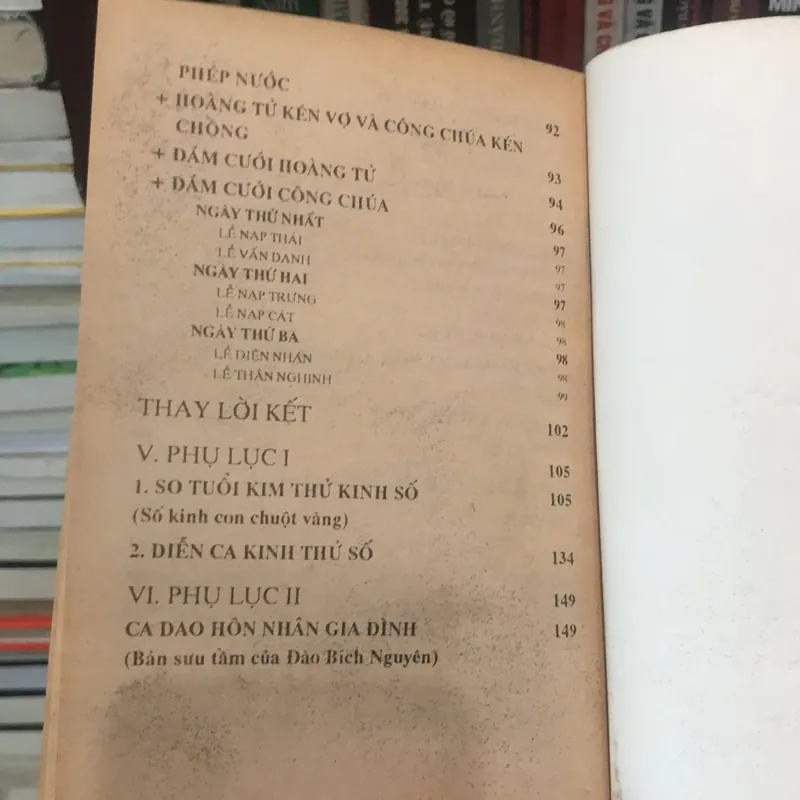 PHÉP NƯỚC 92
+ HOÀNG TỬ KÉN VỢ VÀ CÔNG CHÚA KÉN
CHỒNG 93
+ ĐÁM CƯỚI HOÀNG TỬ 94
+ ĐÁM CƯỚI CÔNG CHÚA 96
NGÀY THỨ NHẤT 97
LỄ NẠP THÁI 97
LỄ VẤN DANH 97
NGÀY THỨ HAI 97
LỄ NẠP TRƯNG 98
LỄ NẠP CÁT 98
NGÀY THỨ BA 98
LỄ DIỆN NHẠN 98
LỄ THÂN NGHINH 99
THAY LỜI KẾT 102
V. PHỤ LỤC I 105
1. SO TUỔI KIM THỬ KINH SỐ 105
(Số kinh con chuột vàng)
2. DIỄN CA KINH THỬ SỐ 134
VI. PHỤ LỤC II 149
CA DAO HÔN NHÂN GIA ĐÌNH 149
(Bản sưu tầm của Đào Bích Nguyên)